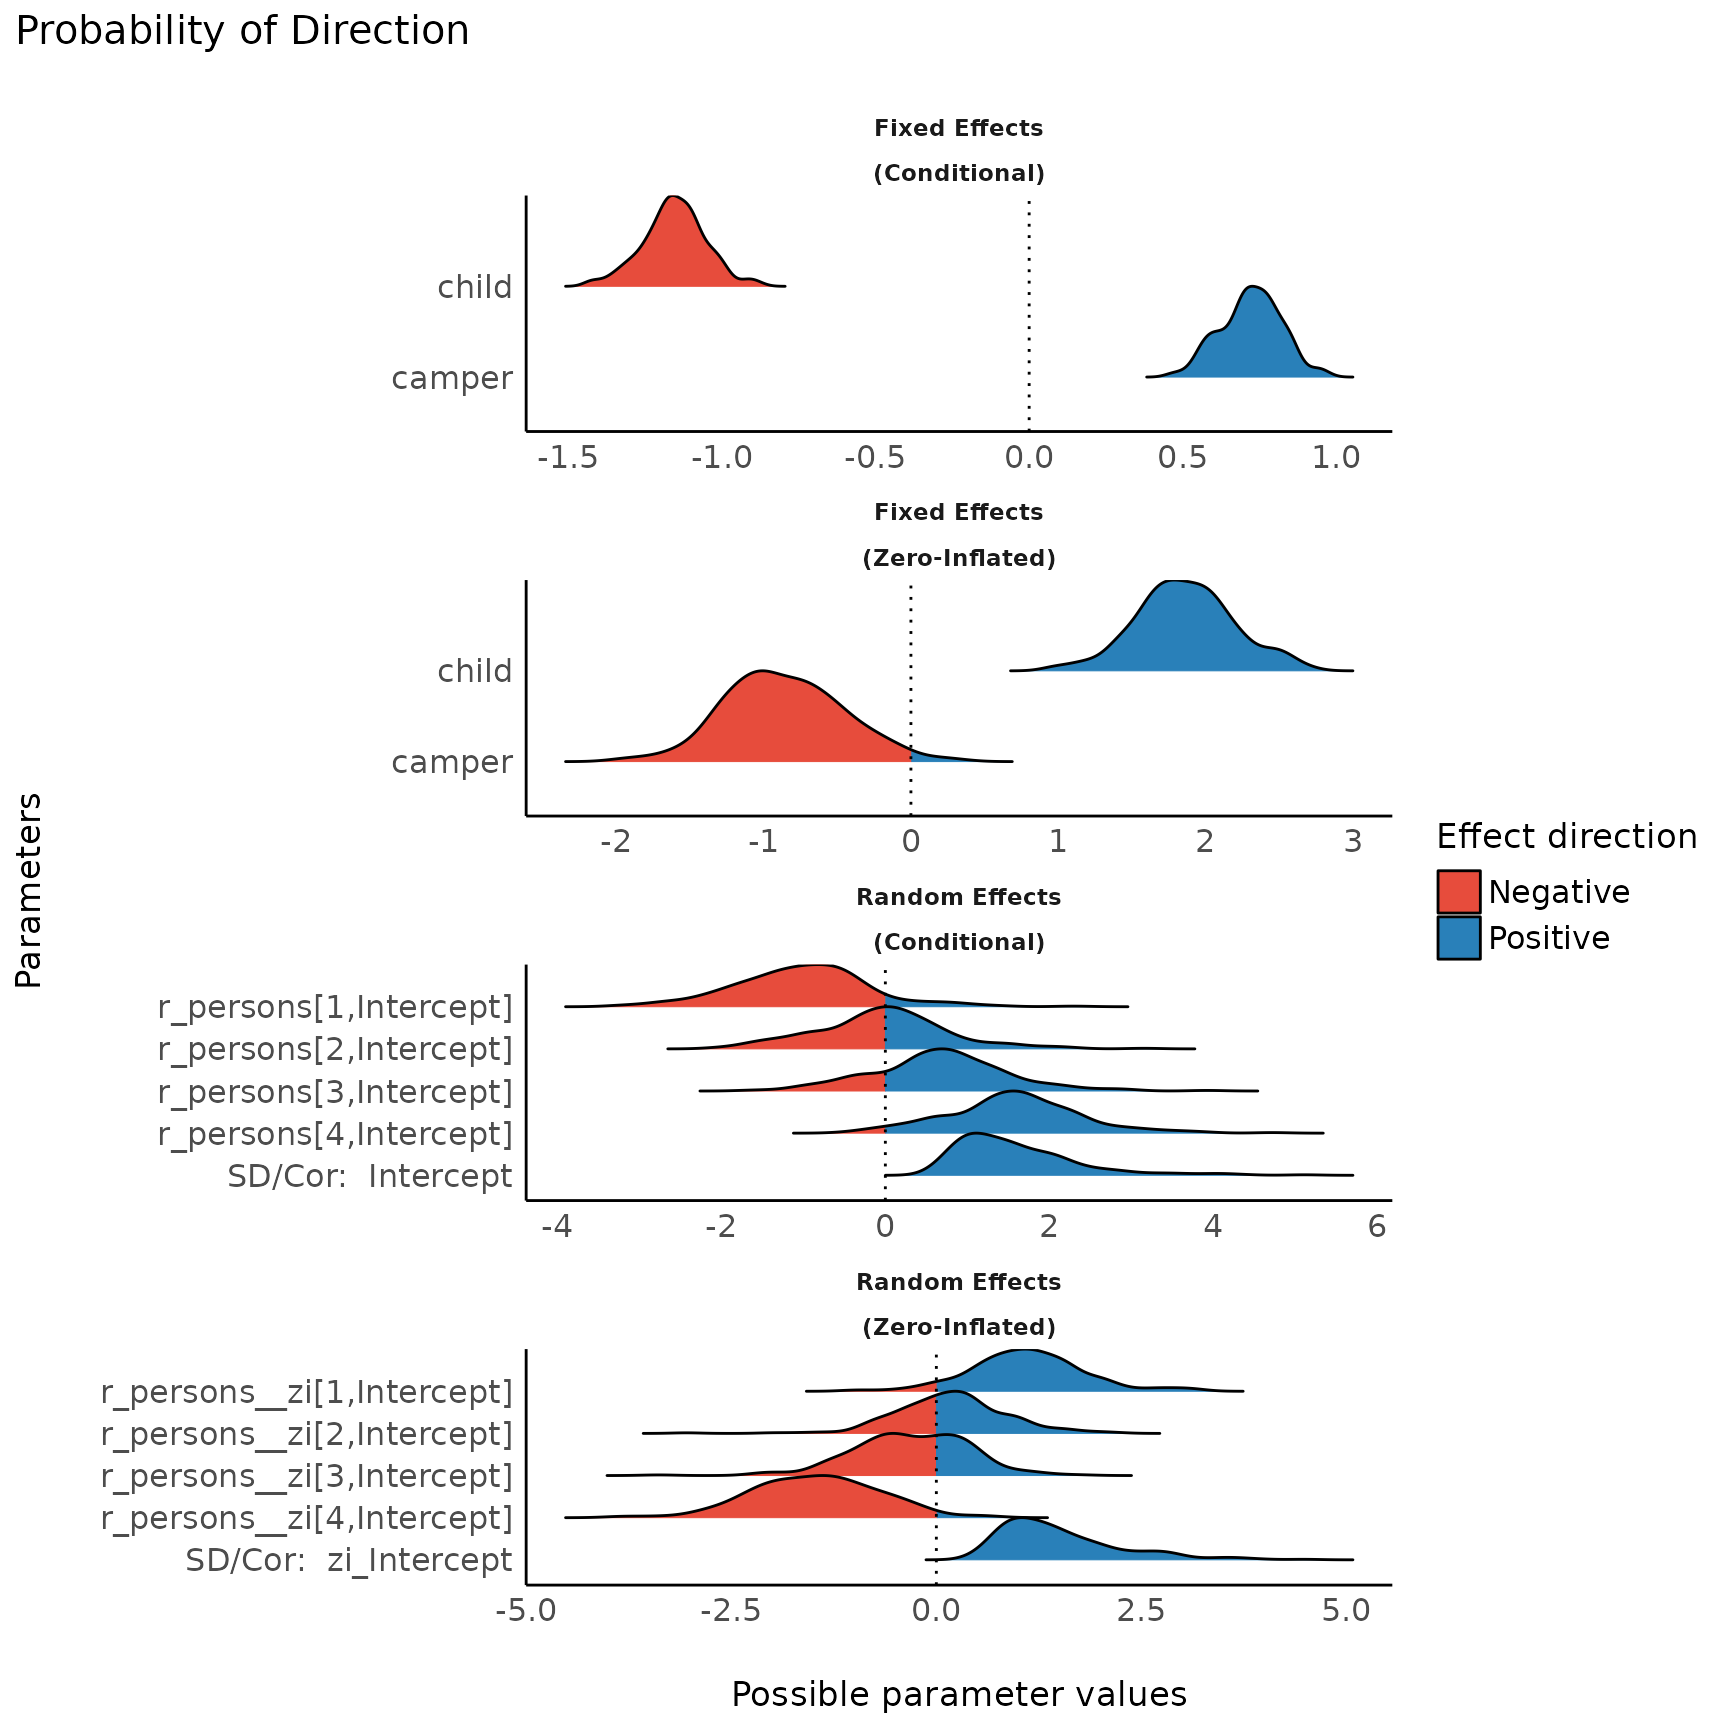 Probability of Direction
Fixed Effects
(Conditional)
child
camper
-1.5 -1.0 -0.5 0.0 0.5 1.0
Fixed Effects
(Zero-Inflated)
child
camper
-2 -1 0 1 2 3
Random Effects
(Conditional)
r_persons[1,Intercept]
r_persons[2,Intercept]
r_persons[3,Intercept]
r_persons[4,Intercept]
SD/Cor:  Intercept
-4 -2 0 2 4 6
Random Effects
(Zero-Inflated)
r_persons__zi[1,Intercept]
r_persons__zi[2,Intercept]
r_persons__zi[3,Intercept]
r_persons__zi[4,Intercept]
SD/Cor:  zi_Intercept
-5.0 -2.5 0.0 2.5 5.0
Possible parameter values
Parameters
Effect direction
Negative
Positive